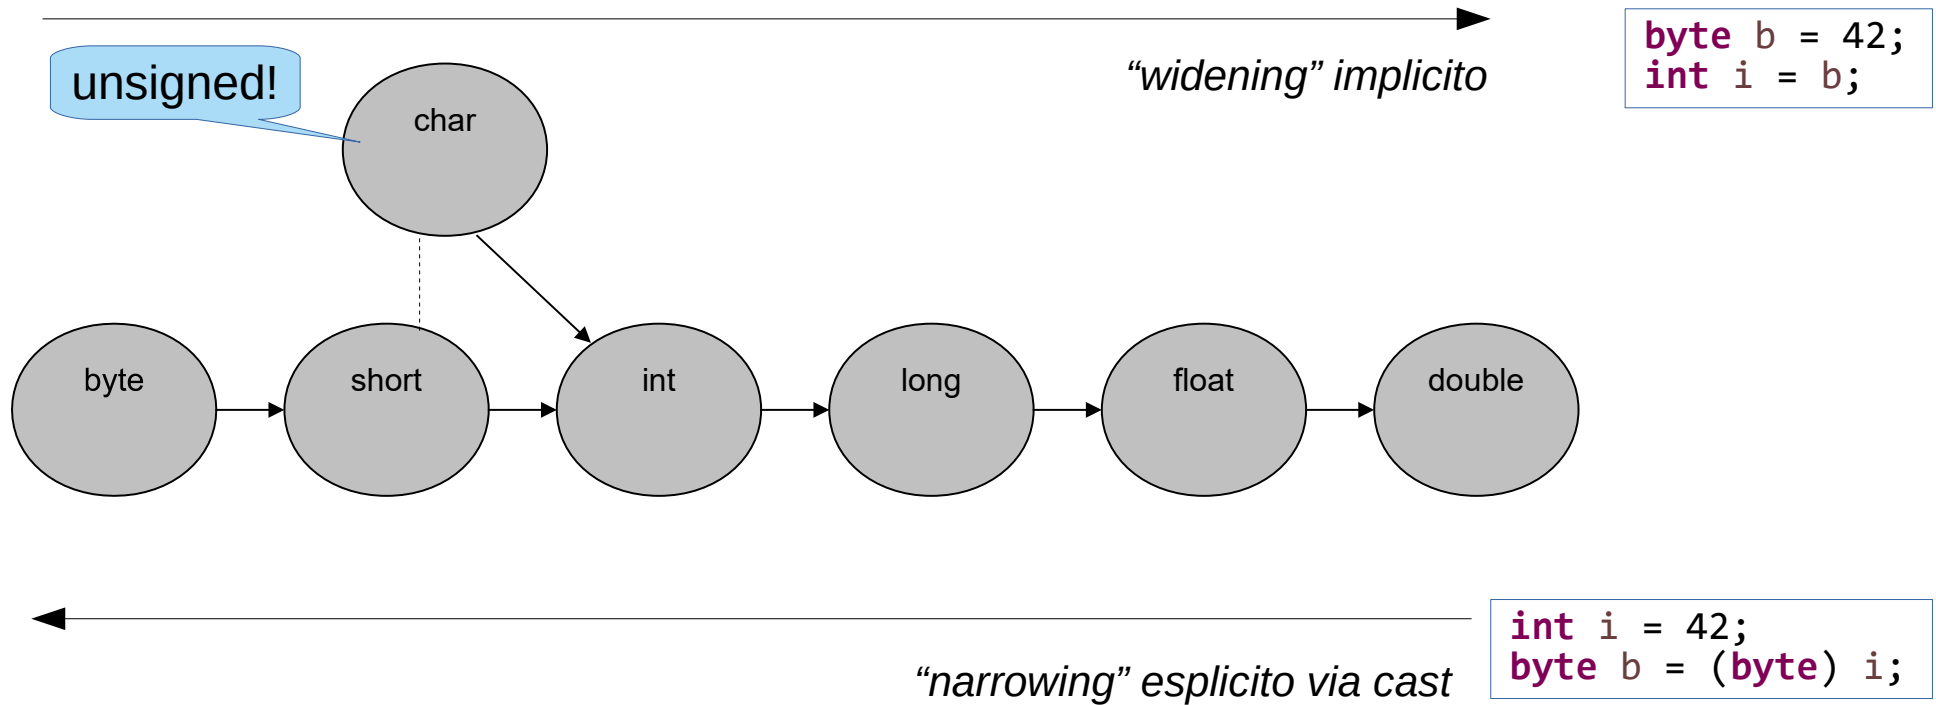 “widening” implicito
byte b = 42;
int i = b;
unsigned!
char
byte
short
int
long
float
double
“narrowing” esplicito via cast
int i = 42;
byte b = (byte) i;